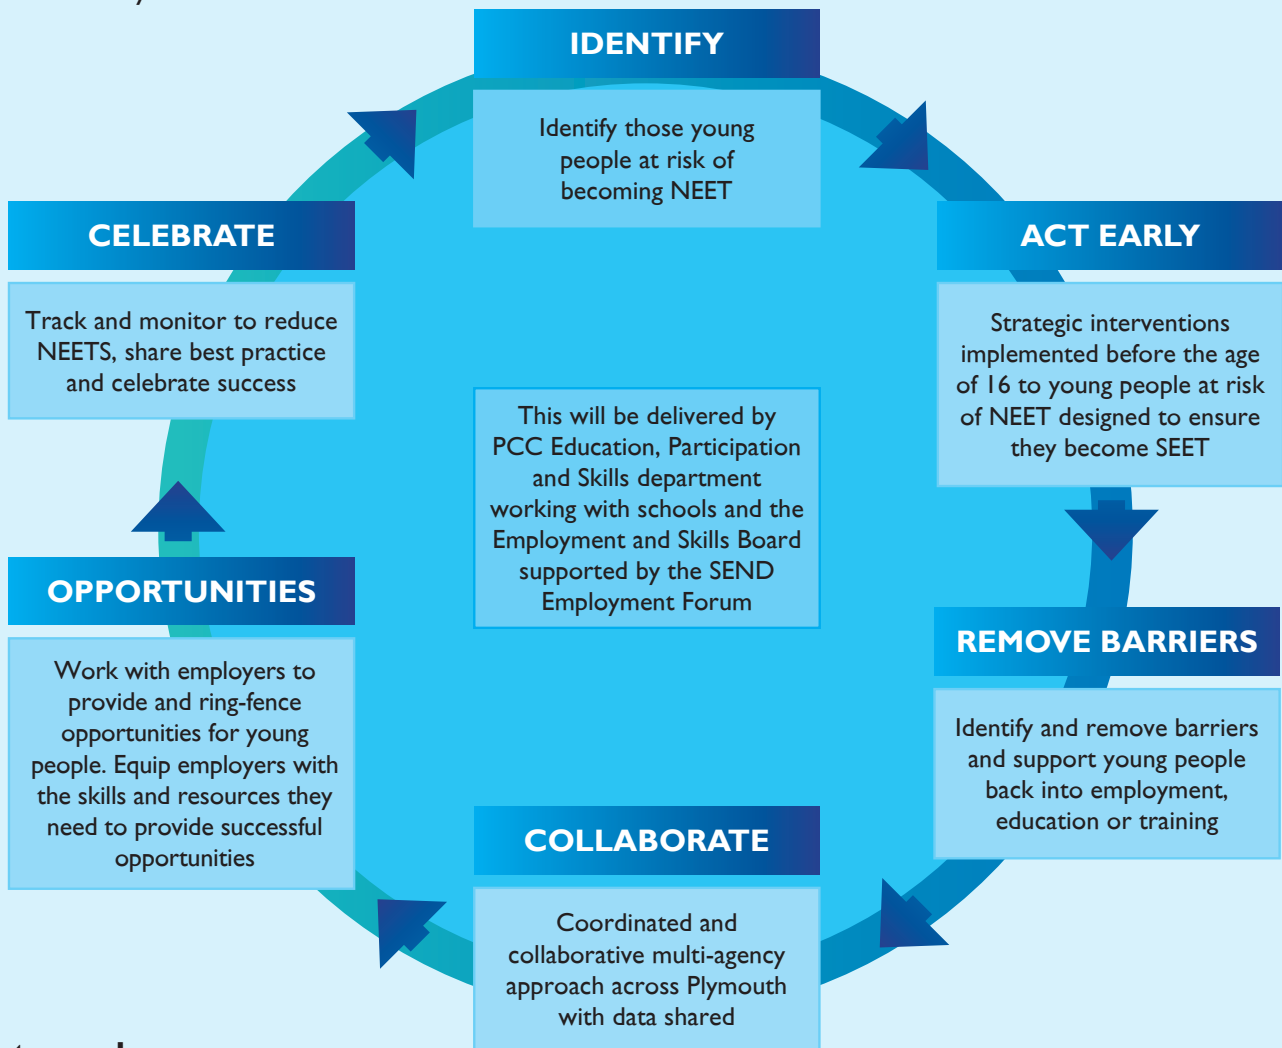 IDENTIFY
Identify those young
people at risk of
becoming NEET
ACT EARLY
Strategic interventions
implemented before the age
of 16 to young people at risk
of NEET designed to ensure
they become SEET
REMOVE BARRIERS
Identify and remove barriers
and support young people
back into employment,
education or training
COLLABORATE
Coordinated and
collaborative multi-agency
approach across Plymouth
with data shared
OPPORTUNITIES
Work with employers to
provide and ring-fence
opportunities for young
people. Equip employers with
the skills and resources they
need to provide successful
opportunities
CELEBRATE
Track and monitor to reduce
NEETS, share best practice
and celebrate success
This will be delivered by
PCC Education, Participation
and Skills department
working with schools and the
Employment and Skills Board
supported by the SEND
Employment Forum